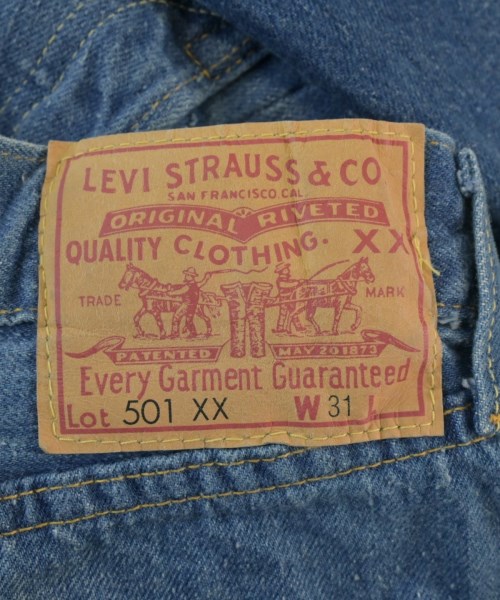 LEVI STRAUSS & CO
SAN FRANCISCO CAL.
ORIGINAL RIVETED
QUALITY CLOTHING. XX
TRADE MARK
PATENTED MAY 20 1873
Every Garment Guaranteed
Lot 501 XX W 31 L